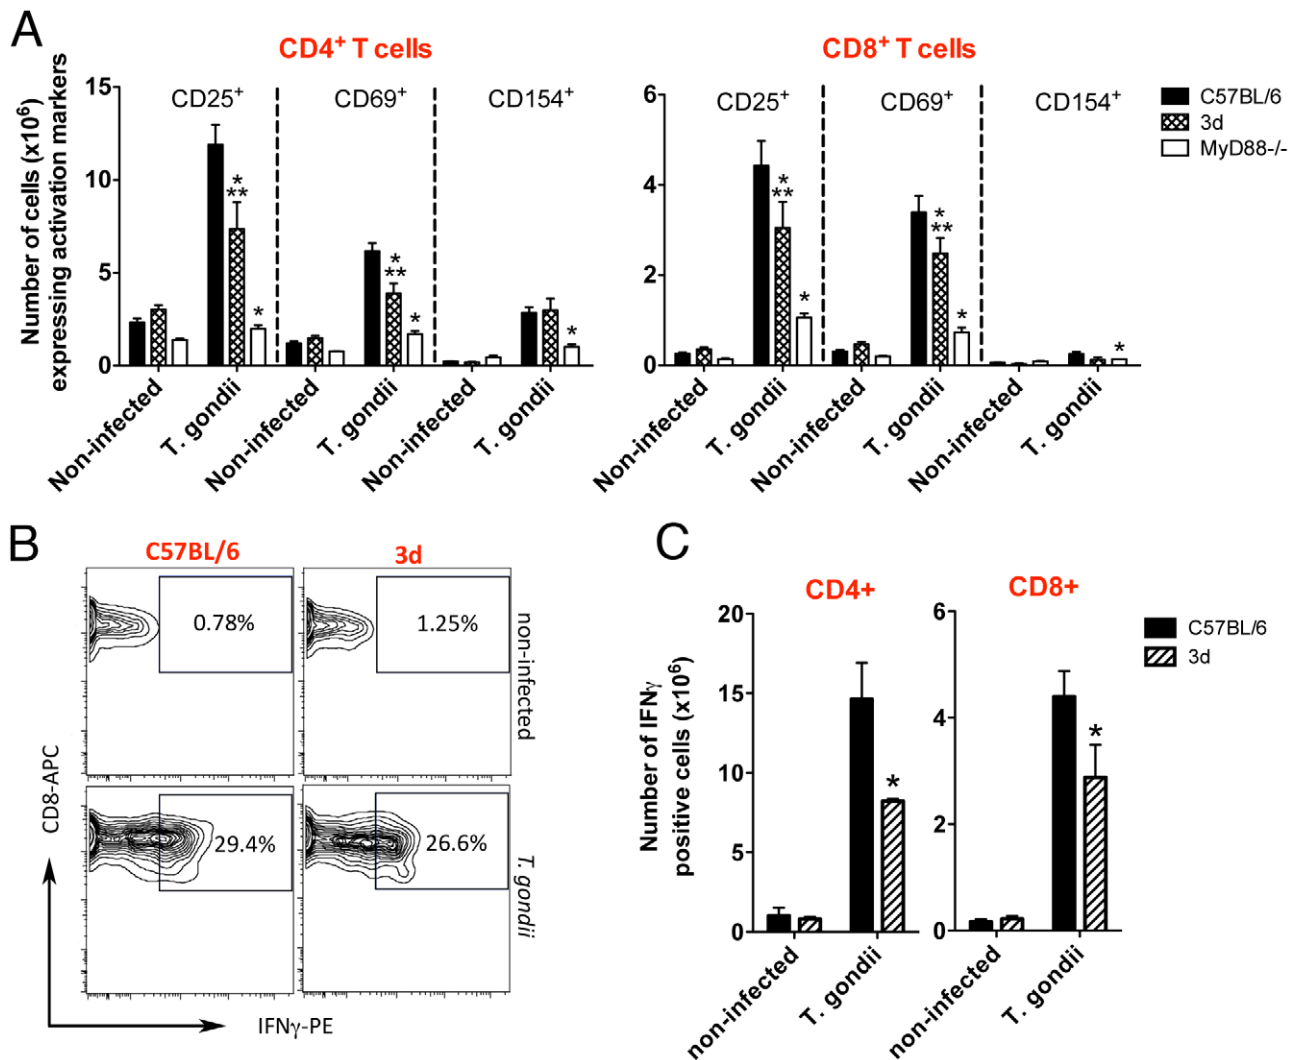 A
CD4+ T cells
CD8+ T cells
Number of cells (x10⁶)
expressing activation markers
15
10
5
0
CD25+
CD69+
CD154+
Non-infected
T. gondii
Non-infected
T. gondii
Non-infected
T. gondii
*
**
*
*
**
*
*
6
4
2
0
CD25+
CD69+
CD154+
Non-infected
T. gondii
Non-infected
T. gondii
Non-infected
T. gondii
*
**
*
*
**
*
*
C57BL/6
3d
MyD88-/-
B
C57BL/6
3d
0.78%
1.25%
non-infected
29.4%
26.6%
T. gondii
CD8-APC
IFNγ-PE
C
CD4+
CD8+
Number of IFNγ
positive cells (x10⁶)
20
15
10
5
0
*
non-infected
T. gondii
6
4
2
0
*
non-infected
T. gondii
C57BL/6
3d